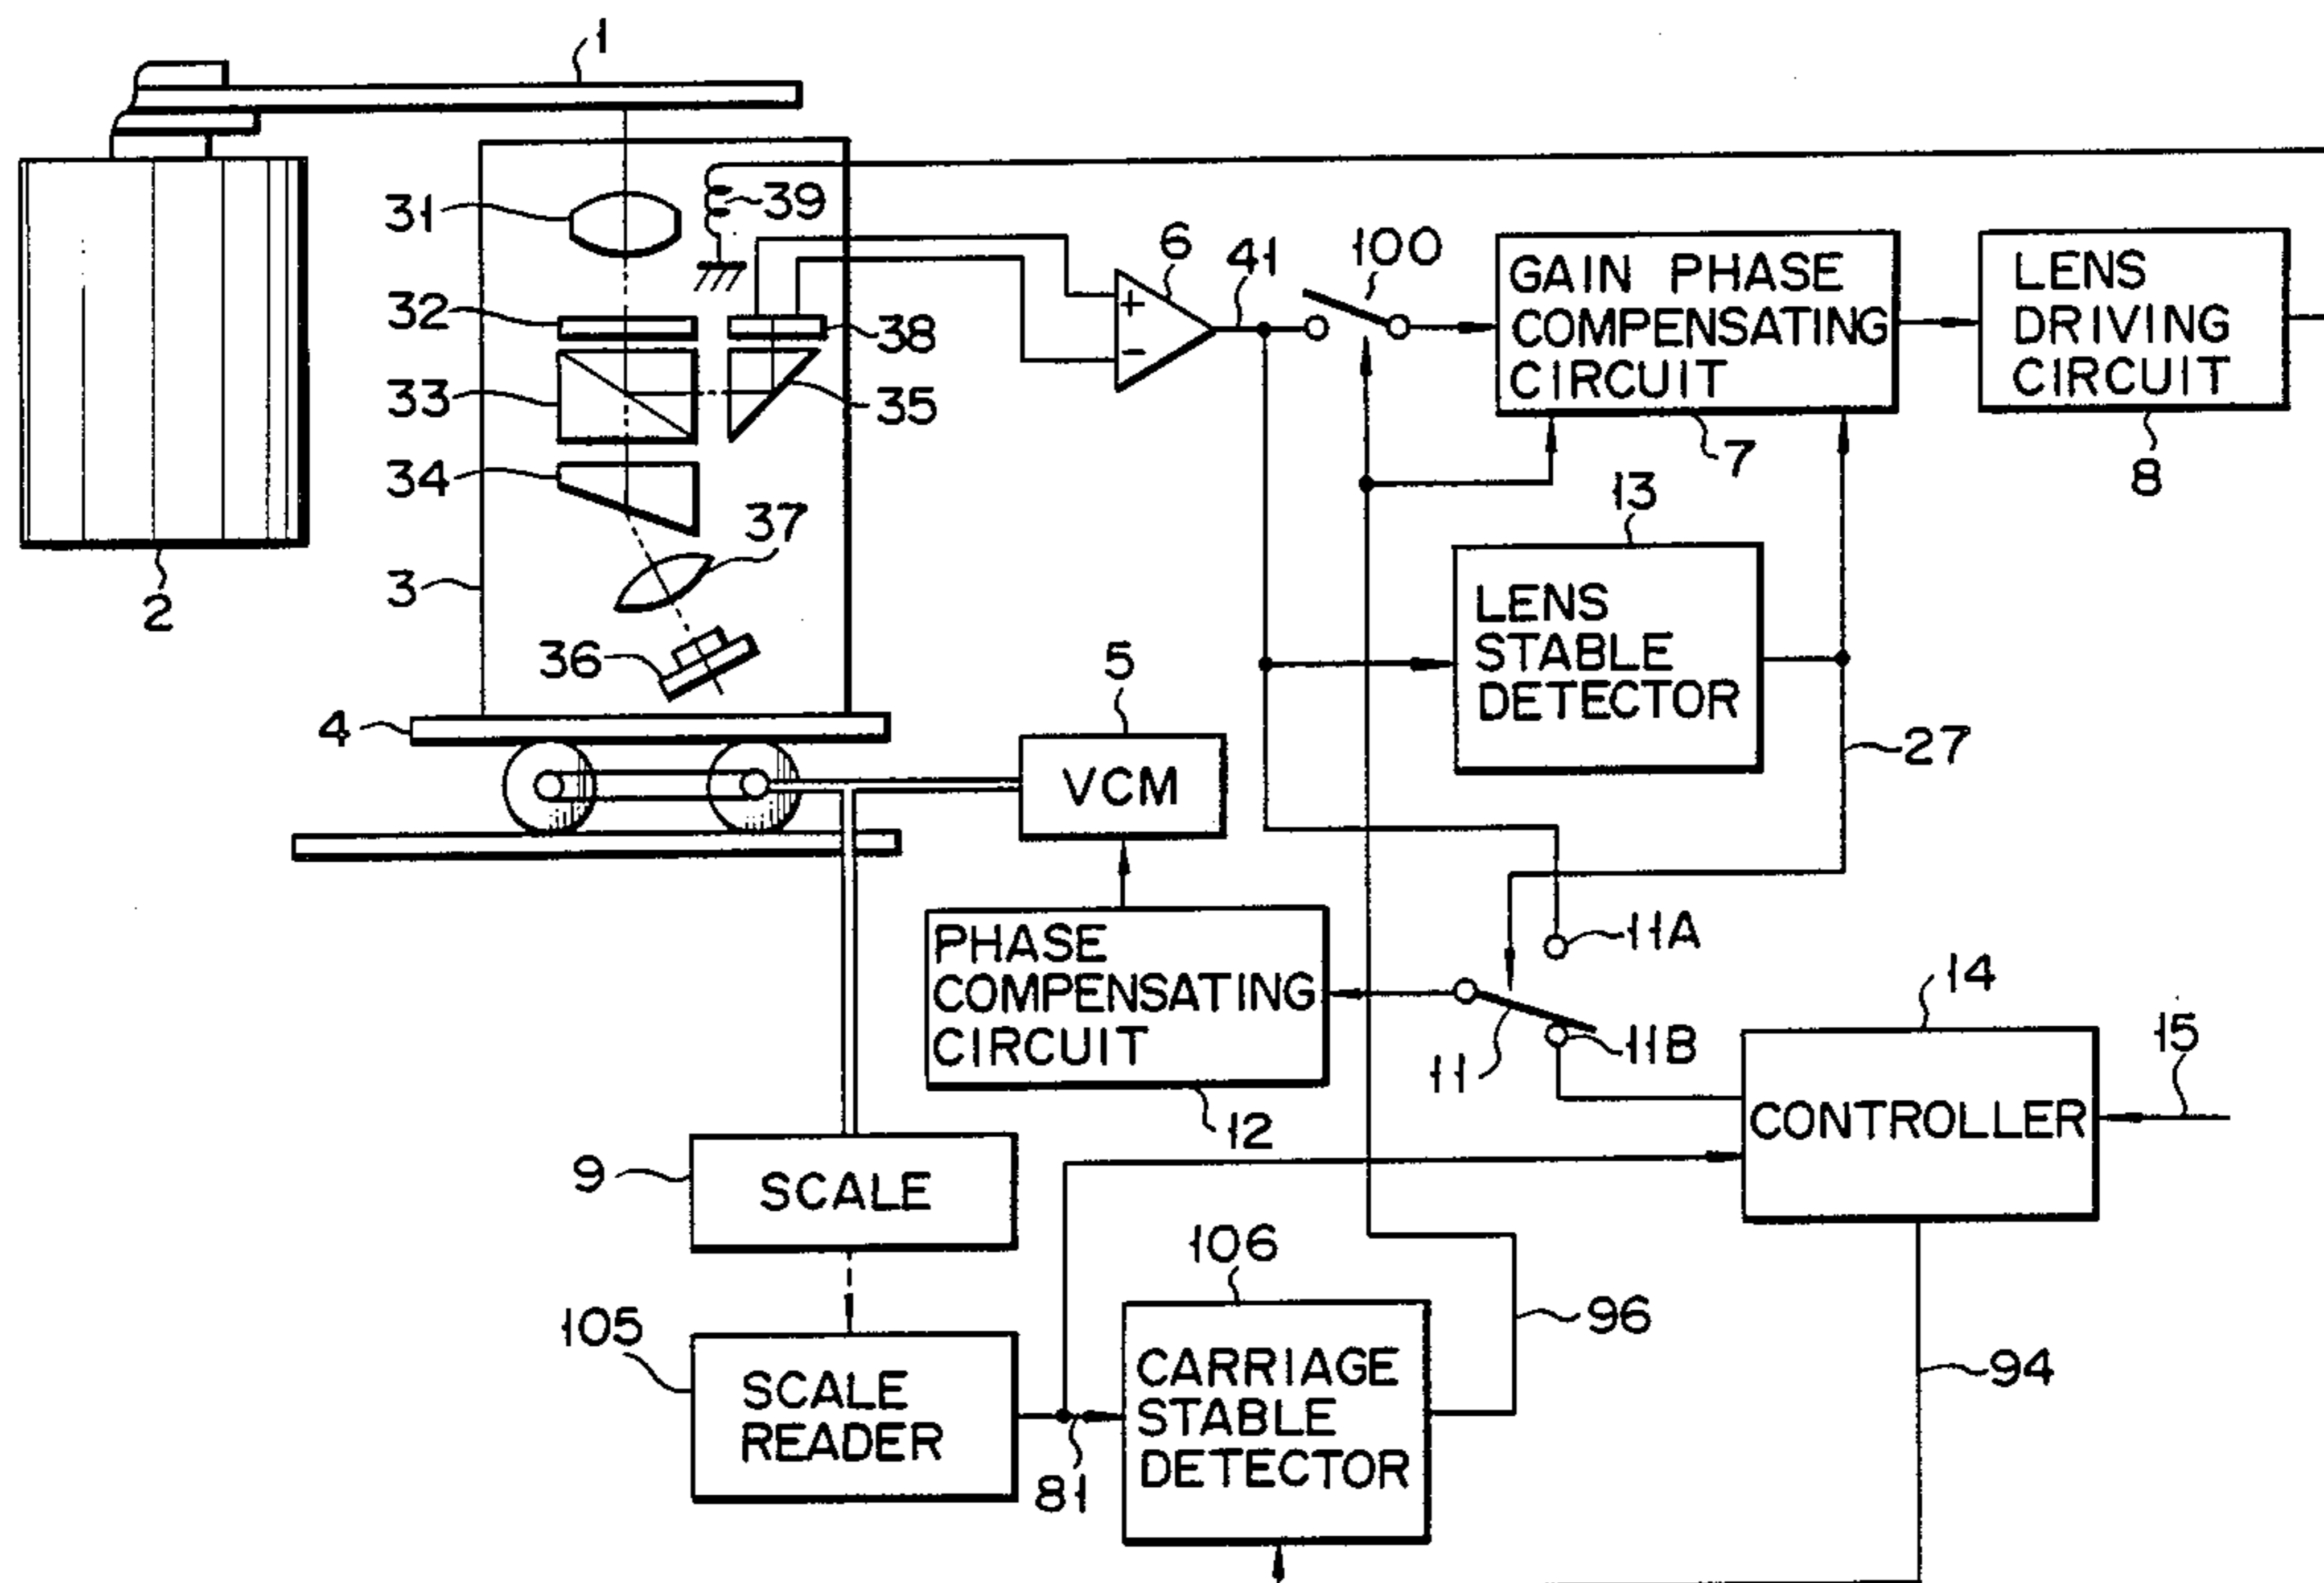 1
31
39
6
41
100
GAIN PHASE
COMPENSATING
CIRCUIT
LENS
DRIVING
CIRCUIT
+
−
32
38
33
35
7
8
34
37
13
2
3
LENS
STABLE
DETECTOR
36
5
4
27
VCM
11A
PHASE
COMPENSATING
CIRCUIT
14
15
11B
11
12
CONTROLLER
9
SCALE
106
105
96
SCALE
READER
CARRIAGE
STABLE
DETECTOR
94
81